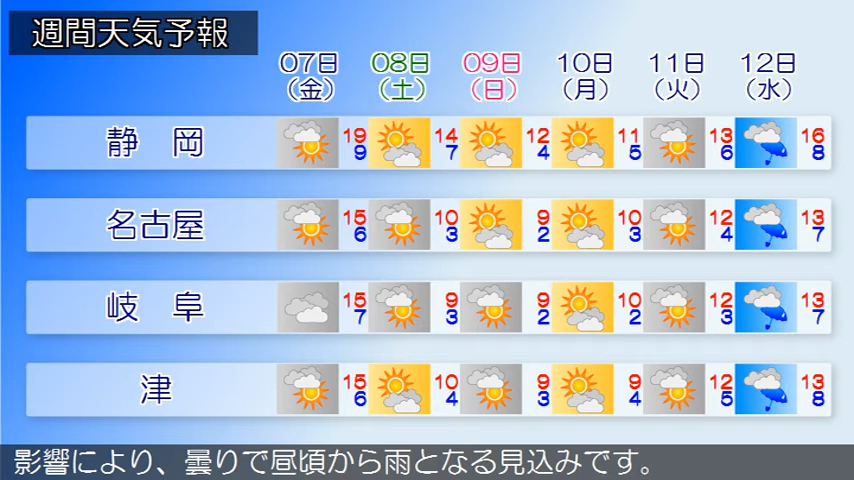 週間天気予報
07日 08日 09日 10日 11日 12日
（金） （土） （日） （月） （火） （水）
静　岡 19 9 14 7 12 4 11 5 13 6 16 8
名古屋 15 6 10 3 9 2 10 3 12 4 13 7
岐　阜 15 7 9 3 9 2 10 2 12 3 13 7
津 15 6 10 4 9 3 9 4 12 5 13 8
影響により、曇りで昼頃から雨となる見込みです。